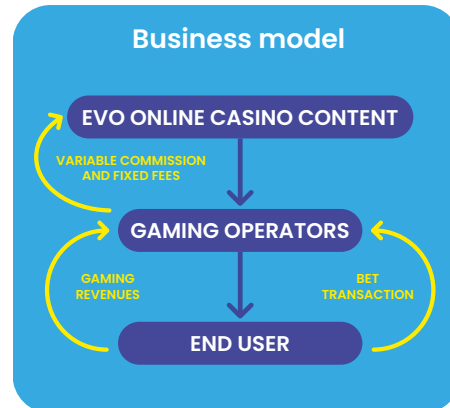 Business model
EVO ONLINE CASINO CONTENT
VARIABLE COMMISSION
AND FIXED FEES
GAMING OPERATORS
GAMING
REVENUES
BET
TRANSACTION
END USER